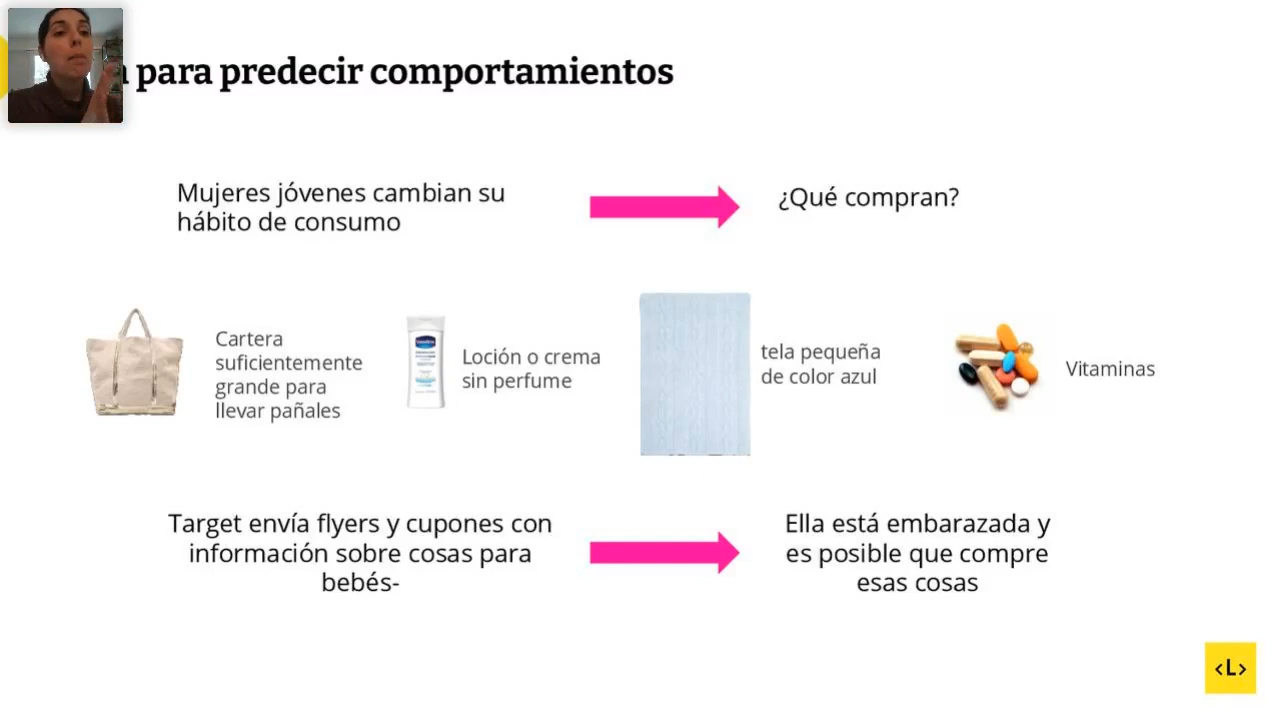 para predecir comportamientos
Mujeres jóvenes cambian su
hábito de consumo
¿Qué compran?
Cartera
suficientemente
grande para
llevar pañales
Loción o crema
sin perfume
tela pequeña
de color azul
Vitaminas
Target envía flyers y cupones con
información sobre cosas para
bebés-
Ella está embarazada y
es posible que compre
esas cosas
<L>